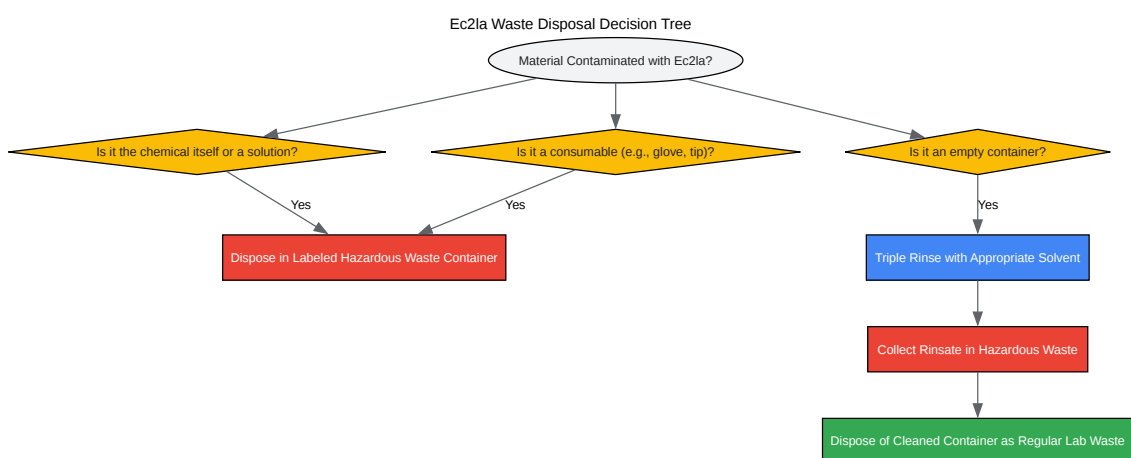 Ec2la Waste Disposal Decision Tree
Material Contaminated with Ec2la?
Is it the chemical itself or a solution?
Is it a consumable (e.g., glove, tip)?
Is it an empty container?
Yes
Yes
Yes
Dispose in Labeled Hazardous Waste Container
Triple Rinse with Appropriate Solvent
Collect Rinsate in Hazardous Waste
Dispose of Cleaned Container as Regular Lab Waste